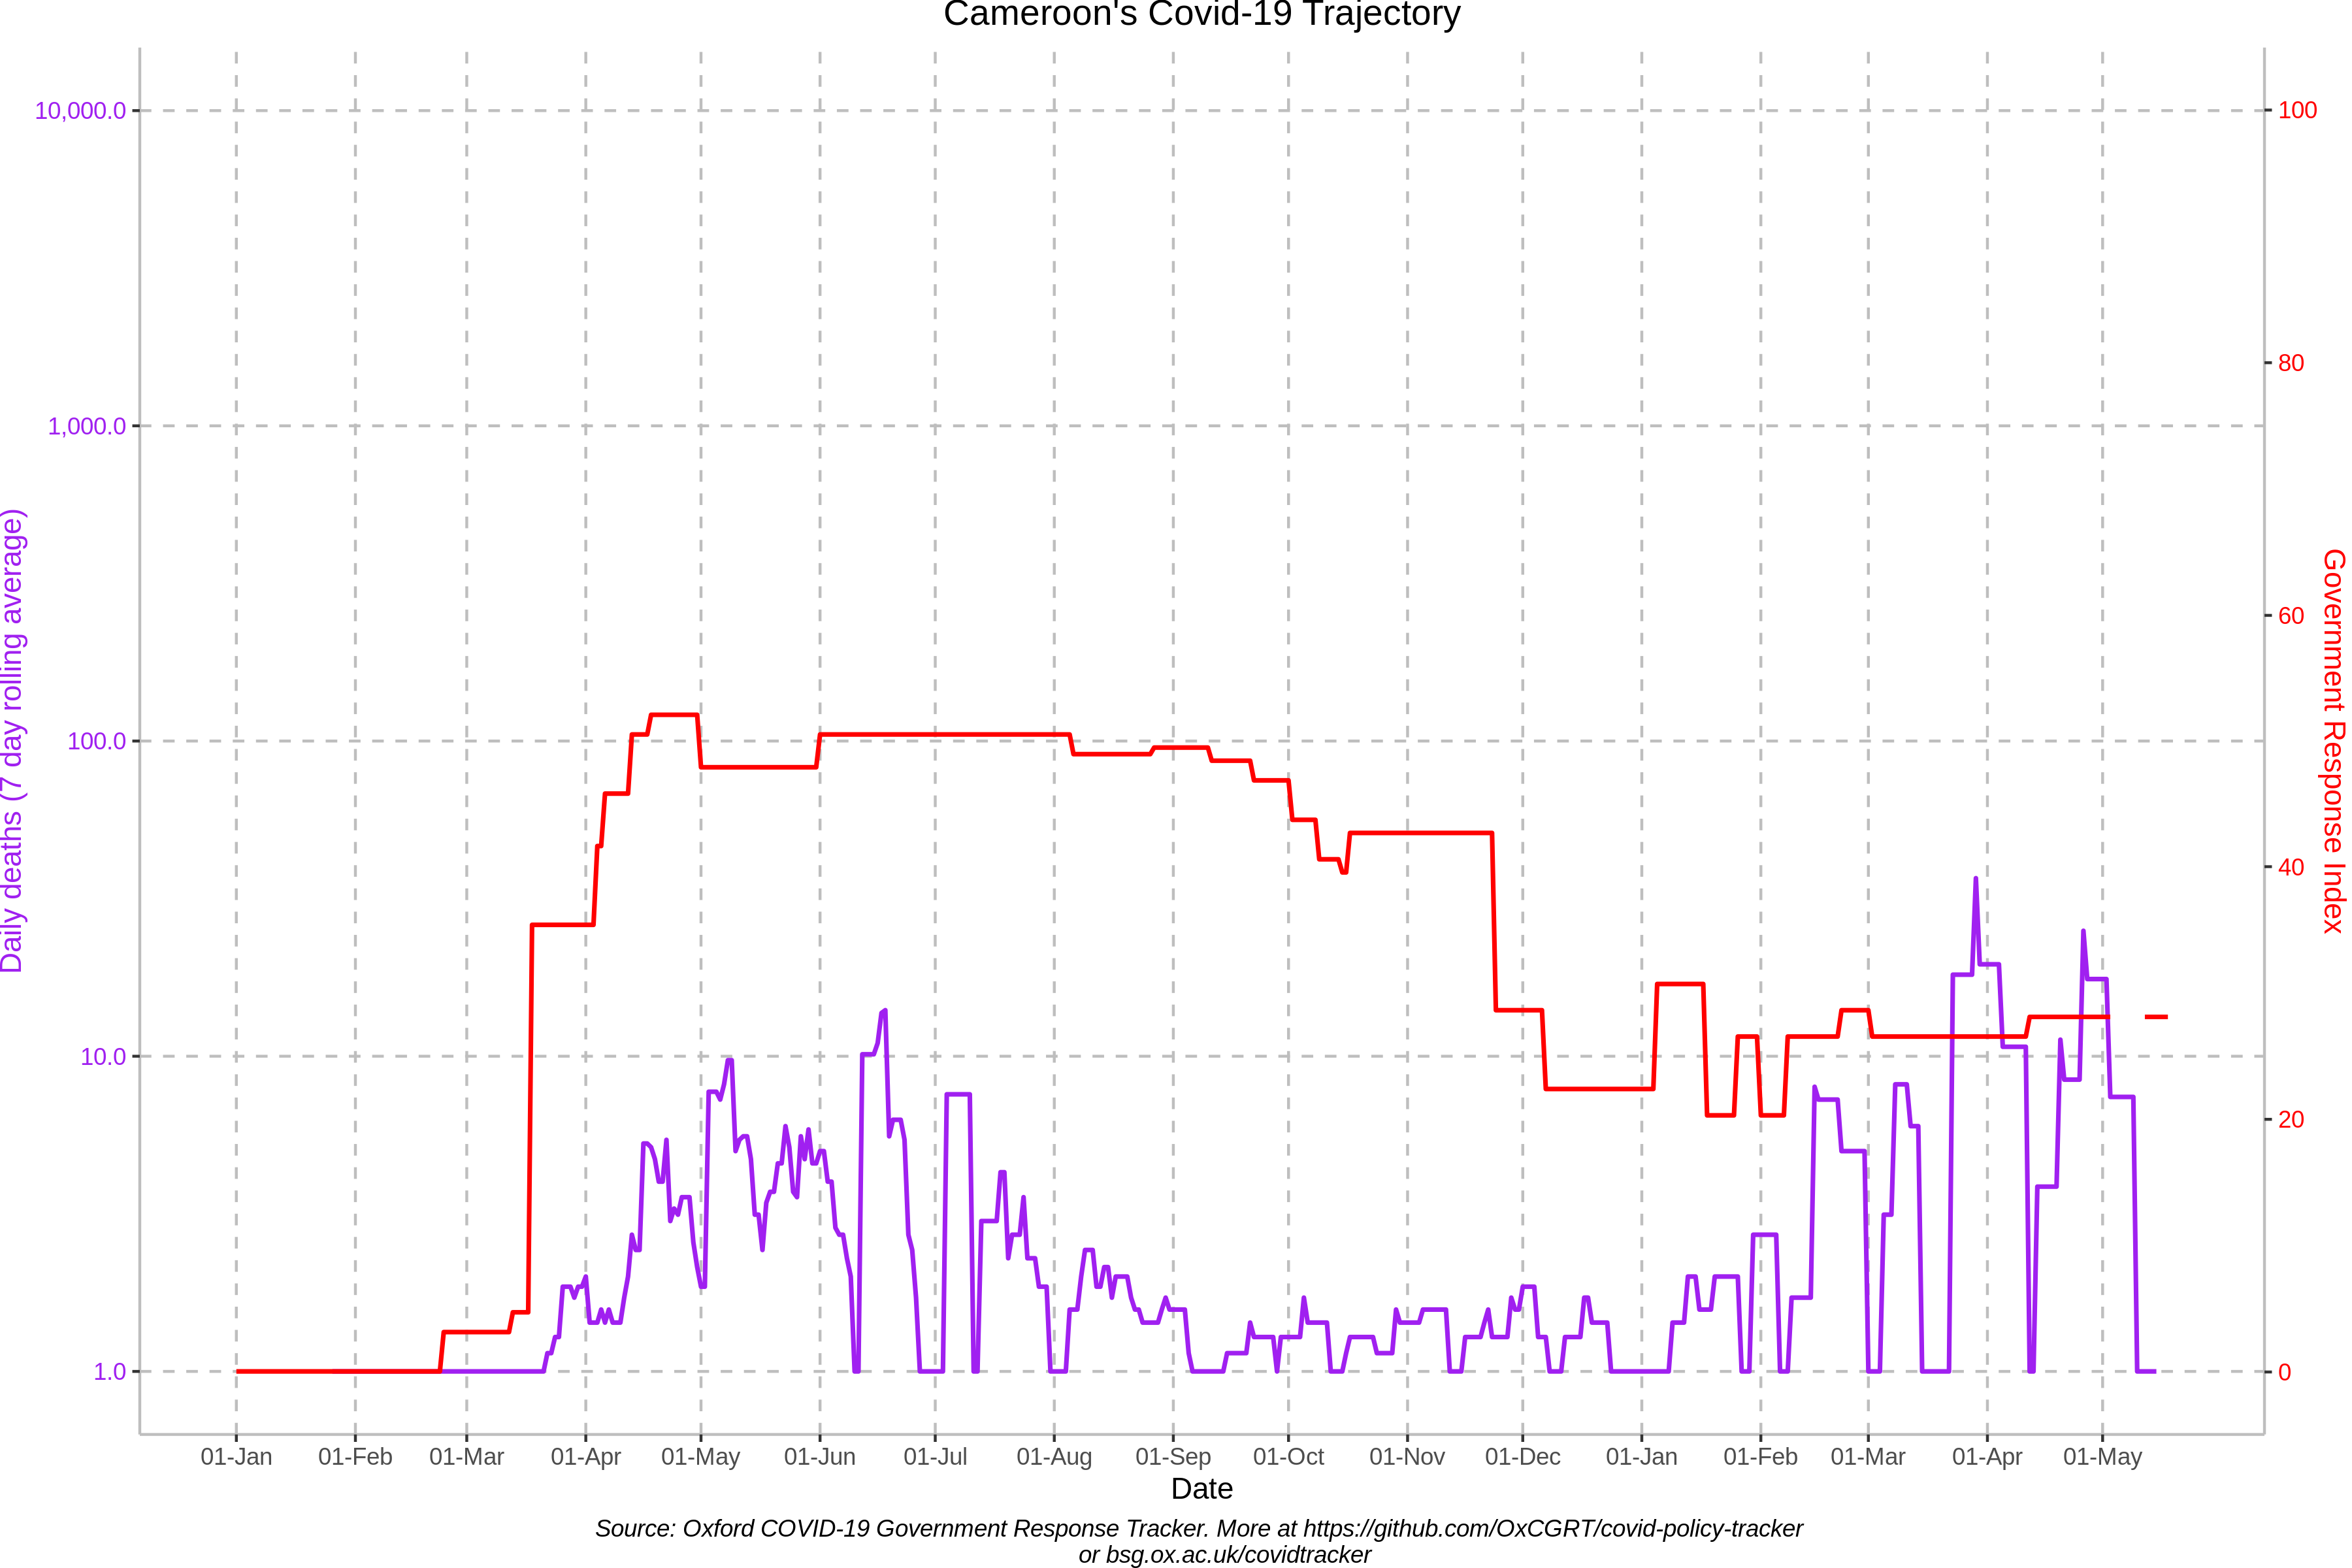 Cameroon's Covid-19 Trajectory
10,000.0
1,000.0
100.0
10.0
1.0
Daily deaths (7 day rolling average)
100
80
60
40
20
0
Government Response Index
01-Jan 01-Feb 01-Mar 01-Apr 01-May 01-Jun 01-Jul 01-Aug 01-Sep 01-Oct 01-Nov 01-Dec 01-Jan 01-Feb 01-Mar 01-Apr 01-May
Date
Source: Oxford COVID-19 Government Response Tracker. More at https://github.com/OxCGRT/covid-policy-tracker
or bsg.ox.ac.uk/covidtracker